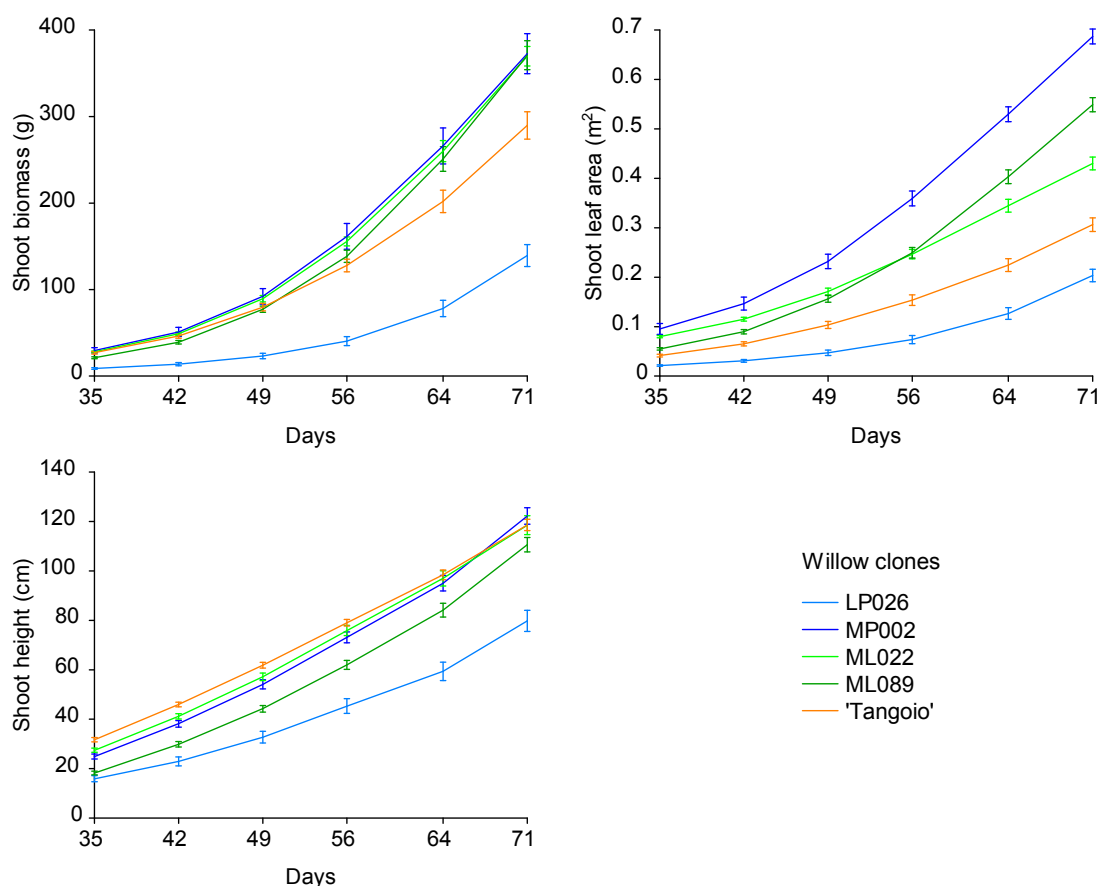 400
300
200
100
0
Shoot biomass (g)
35 42 49 56 64 71
Days
0.7
0.6
0.5
0.4
0.3
0.2
0.1
0
Shoot leaf area (m²)
35 42 49 56 64 71
Days
140
120
100
80
60
40
20
0
Shoot height (cm)
35 42 49 56 64 71
Days
Willow clones
LP026
MP002
ML022
ML089
'Tangoio'